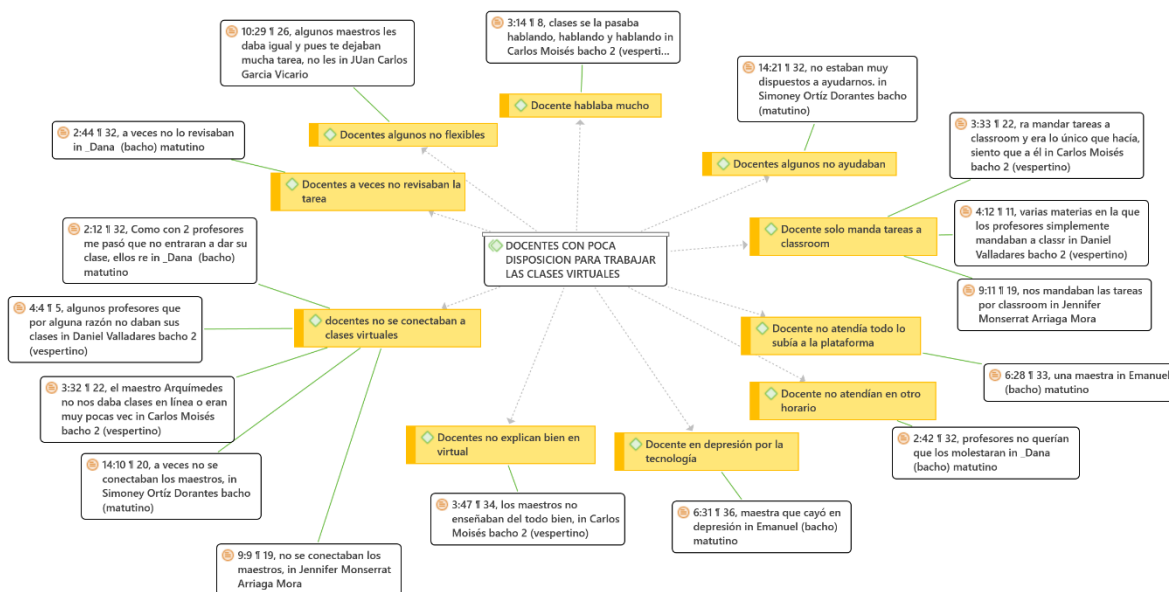 10:29 ¶ 26, algunos maestros les
daba igual y pues te dejaban
mucha tarea, no les in JUan Carlos
Garcia Vicario
3:14 ¶ 8, clases se la pasaba
hablando, hablando y hablando in
Carlos Moisés bacho 2 (vesperti...
14:21 ¶ 32, no estaban muy
dispuestos a ayudarnos. in
Simoney Ortíz Dorantes bacho
(matutino)
Docente hablaba mucho
Docentes algunos no flexibles
2:44 ¶ 32, a veces no lo revisaban
in _Dana (bacho) matutino
Docentes algunos no ayudaban
3:33 ¶ 22, ra mandar tareas a
classroom y era lo único que hacía,
siento que a él in Carlos Moisés
bacho 2 (vespertino)
Docentes a veces no revisaban la
tarea
2:12 ¶ 32, Como con 2 profesores
me pasó que no entraran a dar su
clase, ellos re in _Dana (bacho)
matutino
DOCENTES CON POCA
DISPOSICION PARA TRABAJAR
LAS CLASES VIRTUALES
Docente solo manda tareas a
classroom
4:12 ¶ 11, varias materias en la que
los profesores simplemente
mandaban a classr in Daniel
Valladares bacho 2 (vespertino)
9:11 ¶ 19, nos mandaban las tareas
por classroom in Jennifer
Monserrat Arriaga Mora
4:4 ¶ 5, algunos profesores que
por alguna razón no daban sus
clases in Daniel Valladares bacho 2
(vespertino)
docentes no se conectaban a
clases virtuales
Docente no atendía todo lo
subía a la plataforma
6:28 ¶ 33, una maestra in Emanuel
(bacho) matutino
3:32 ¶ 22, el maestro Arquímedes
no nos daba clases en línea o eran
muy pocas vec in Carlos Moisés
bacho 2 (vespertino)
Docente no atendían en otro
horario
2:42 ¶ 32, profesores no querían
que los molestaran in _Dana
(bacho) matutino
Docentes no explican bien en
virtual
Docente en depresión por la
tecnología
14:10 ¶ 20, a veces no se
conectaban los maestros, in
Simoney Ortíz Dorantes bacho
(matutino)
3:47 ¶ 34, los maestros no
enseñaban del todo bien, in Carlos
Moisés bacho 2 (vespertino)
6:31 ¶ 36, maestra que cayó en
depresión in Emanuel (bacho)
matutino
9:9 ¶ 19, no se conectaban los
maestros, in Jennifer Monserrat
Arriaga Mora